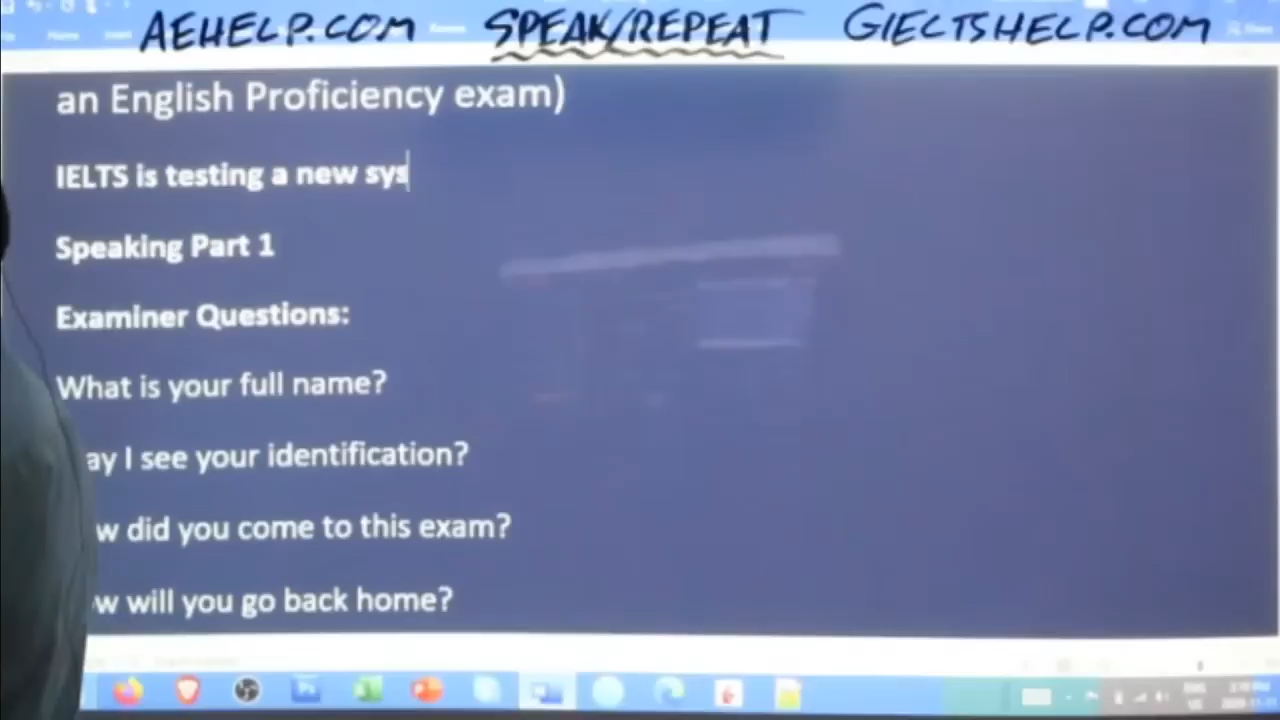 AEHELP.COM SPEAK/REPEAT GIELTSHELP.COM
an English Proficiency exam)
IELTS is testing a new sys
Speaking Part 1
Examiner Questions:
What is your full name?
ay I see your identification?
w did you come to this exam?
w will you go back home?